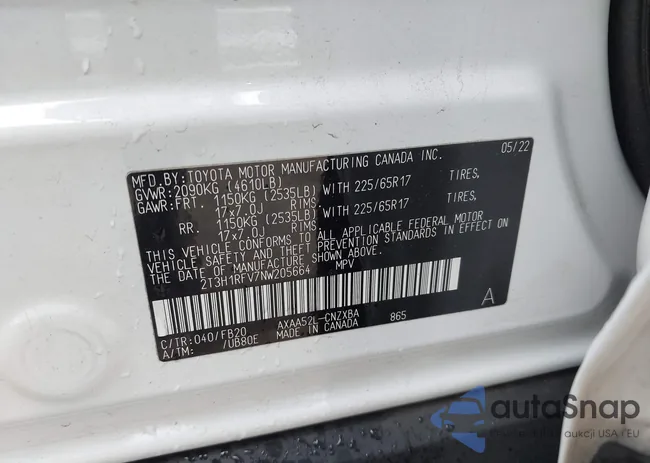 MFD.BY:TOYOTA MOTOR MANUFACTURING CANADA INC. 05/22
GVWR:2090KG (4610LB)
GAWR:FRT. 1150KG (2535LB) WITH 225/65R17 TIRES.
17x7.0J RIMS.
RR. 1150KG (2535LB) WITH 225/65R17 TIRES.
17x7.0J RIMS.
THIS VEHICLE CONFORMS TO ALL APPLICABLE FEDERAL MOTOR
VEHICLE SAFETY AND THEFT PREVENTION STANDARDS IN EFFECT ON
THE DATE OF MANUFACTURE SHOWN ABOVE.
2T3H1RFV7NW205664 MPV
C/TR:040/FB20 AXAA52L-CNZXBA 865 A
A/TM: /UB80E MADE IN CANADA
autoSnap
aukcji USA i EU